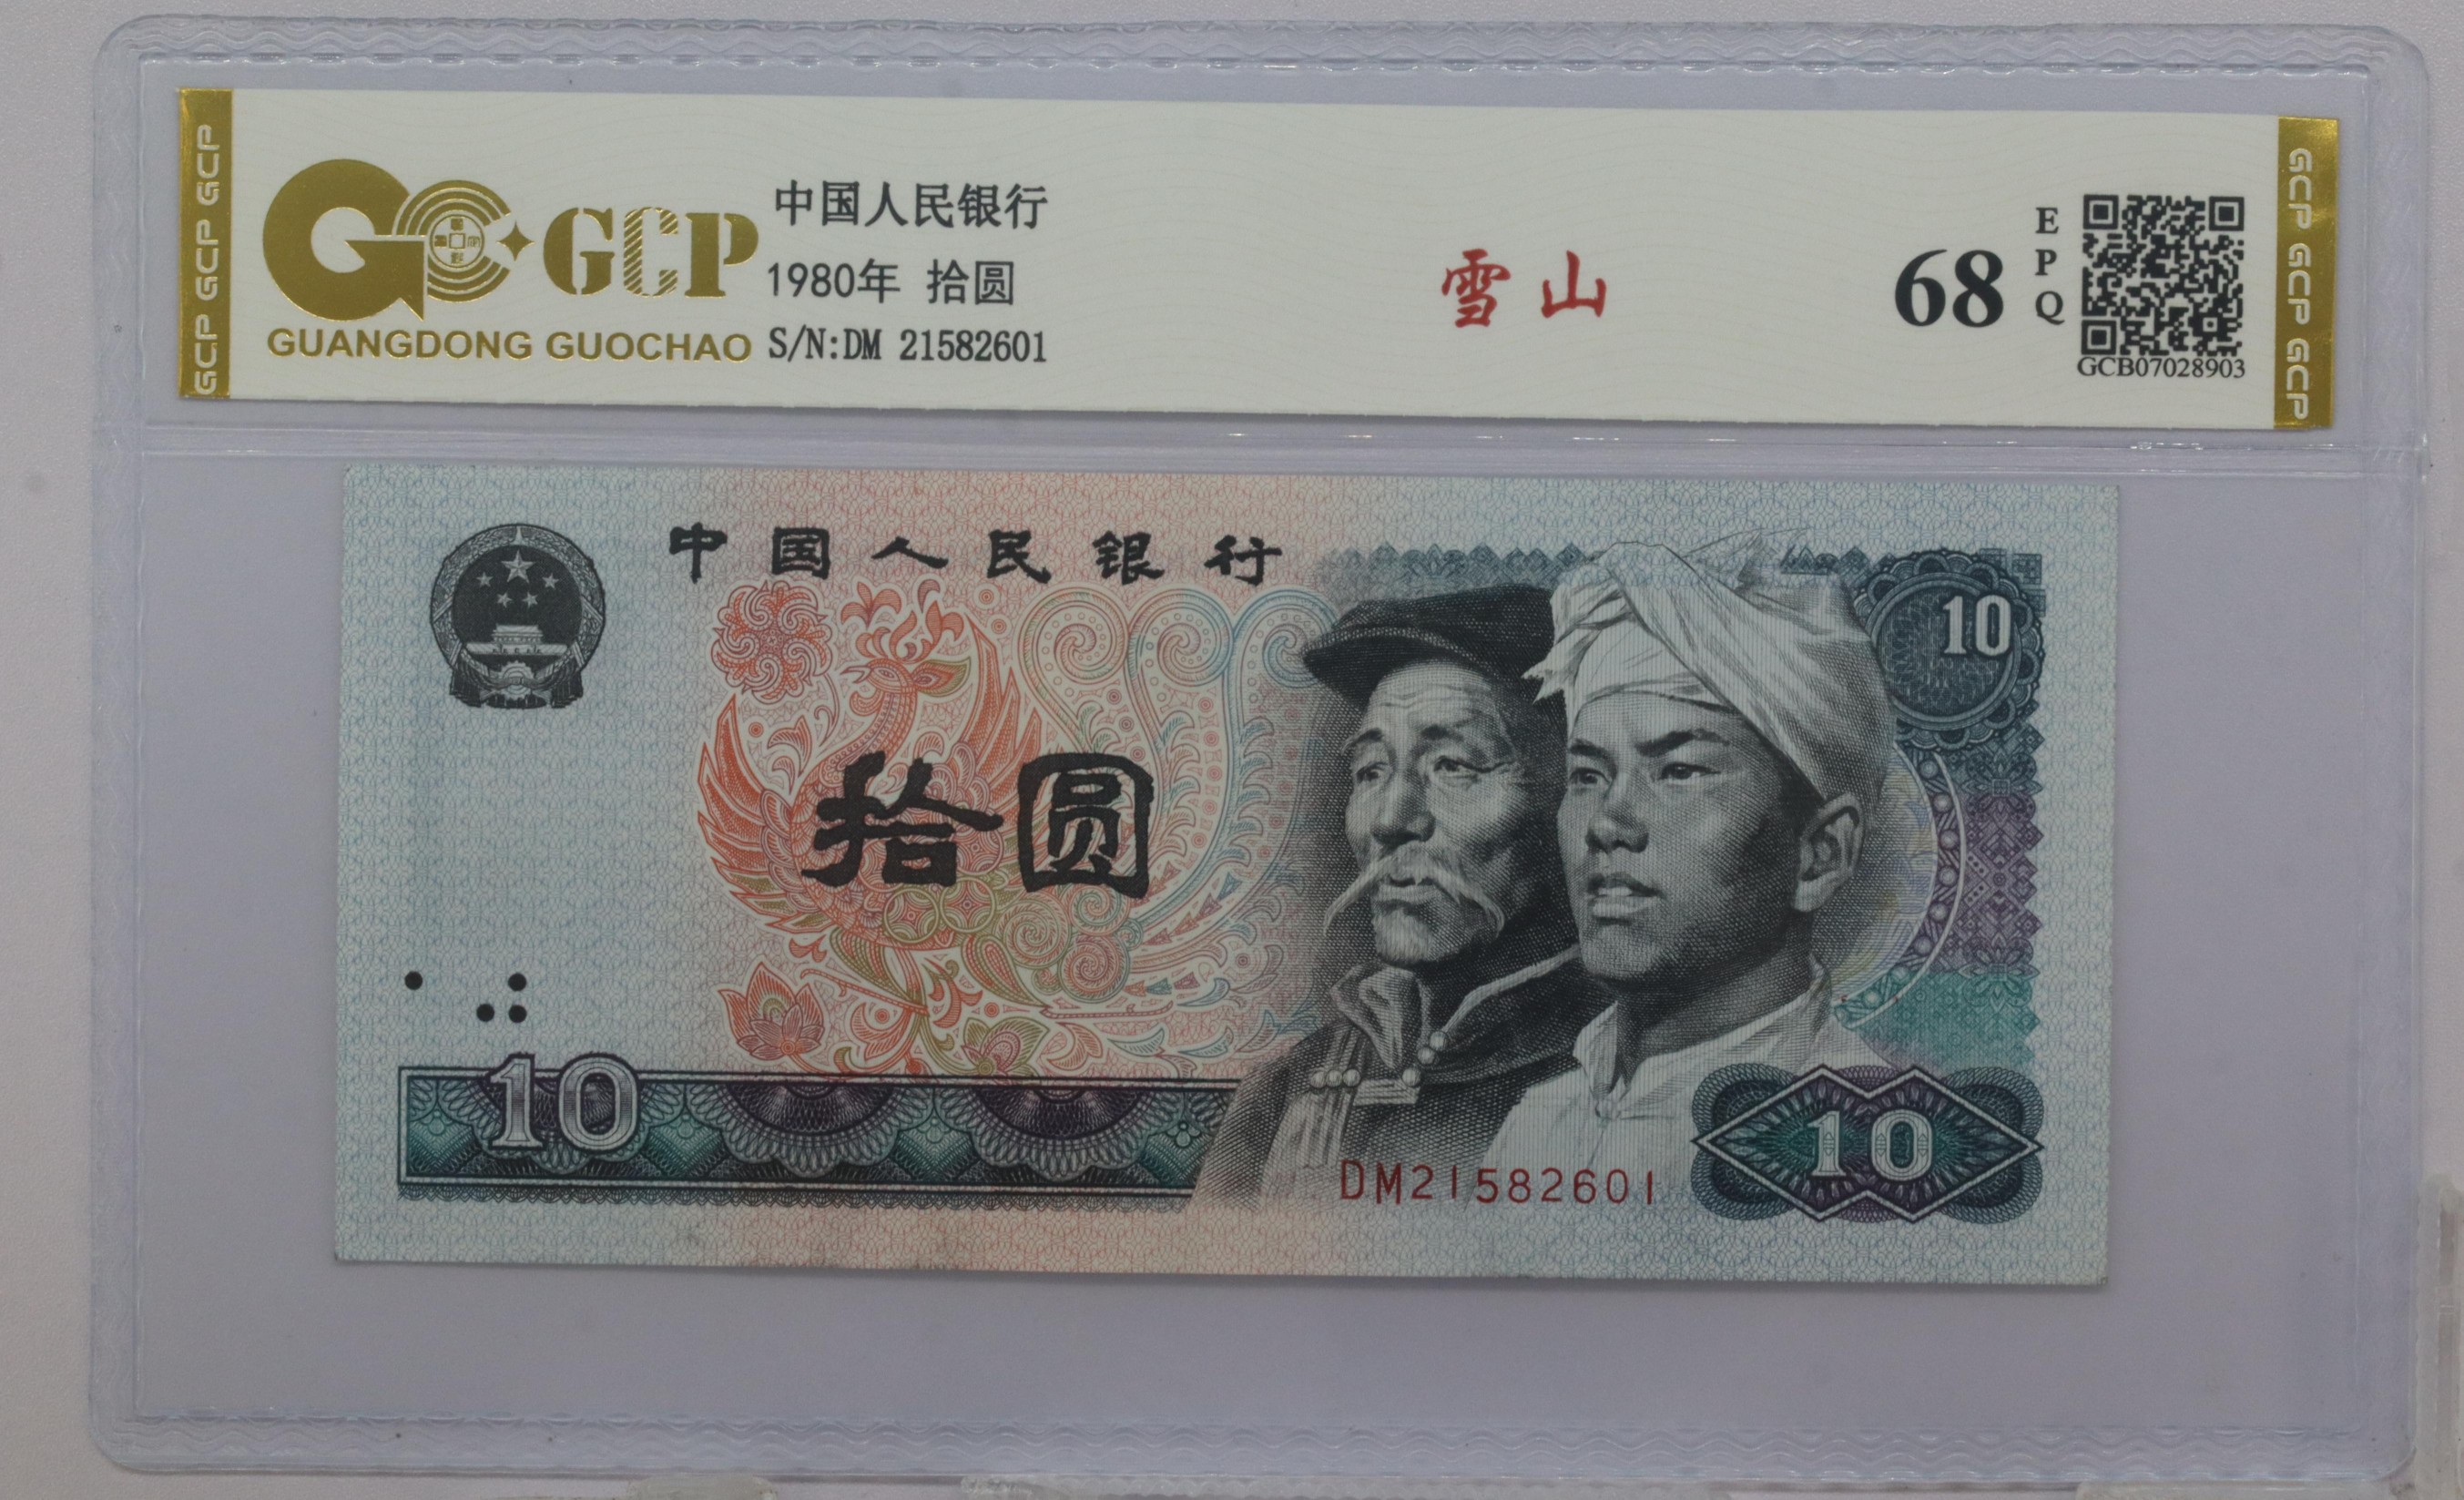 GCP GCP GCP
GCP
GUANGDONG GUOCHAO
中国人民银行
1980年 拾圆
S/N:DM 21582601
雪山
68
EPQ
GCB07028903
GCP GCP GCP
中国人民银行
10
拾圆
10
DM21582601
10